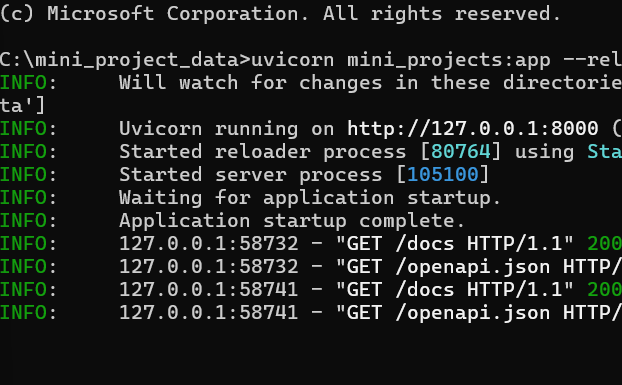 (c) Microsoft Corporation. All rights reserved.
C:\mini_project_data>uvicorn mini_projects:app --rel
INFO:     Will watch for changes in these directorie
ta']
INFO:     Uvicorn running on http://127.0.0.1:8000 (
INFO:     Started reloader process [80764] using Sta
INFO:     Started server process [105100]
INFO:     Waiting for application startup.
INFO:     Application startup complete.
INFO:     127.0.0.1:58732 - "GET /docs HTTP/1.1" 200
INFO:     127.0.0.1:58732 - "GET /openapi.json HTTP/
INFO:     127.0.0.1:58741 - "GET /docs HTTP/1.1" 200
INFO:     127.0.0.1:58741 - "GET /openapi.json HTTP/